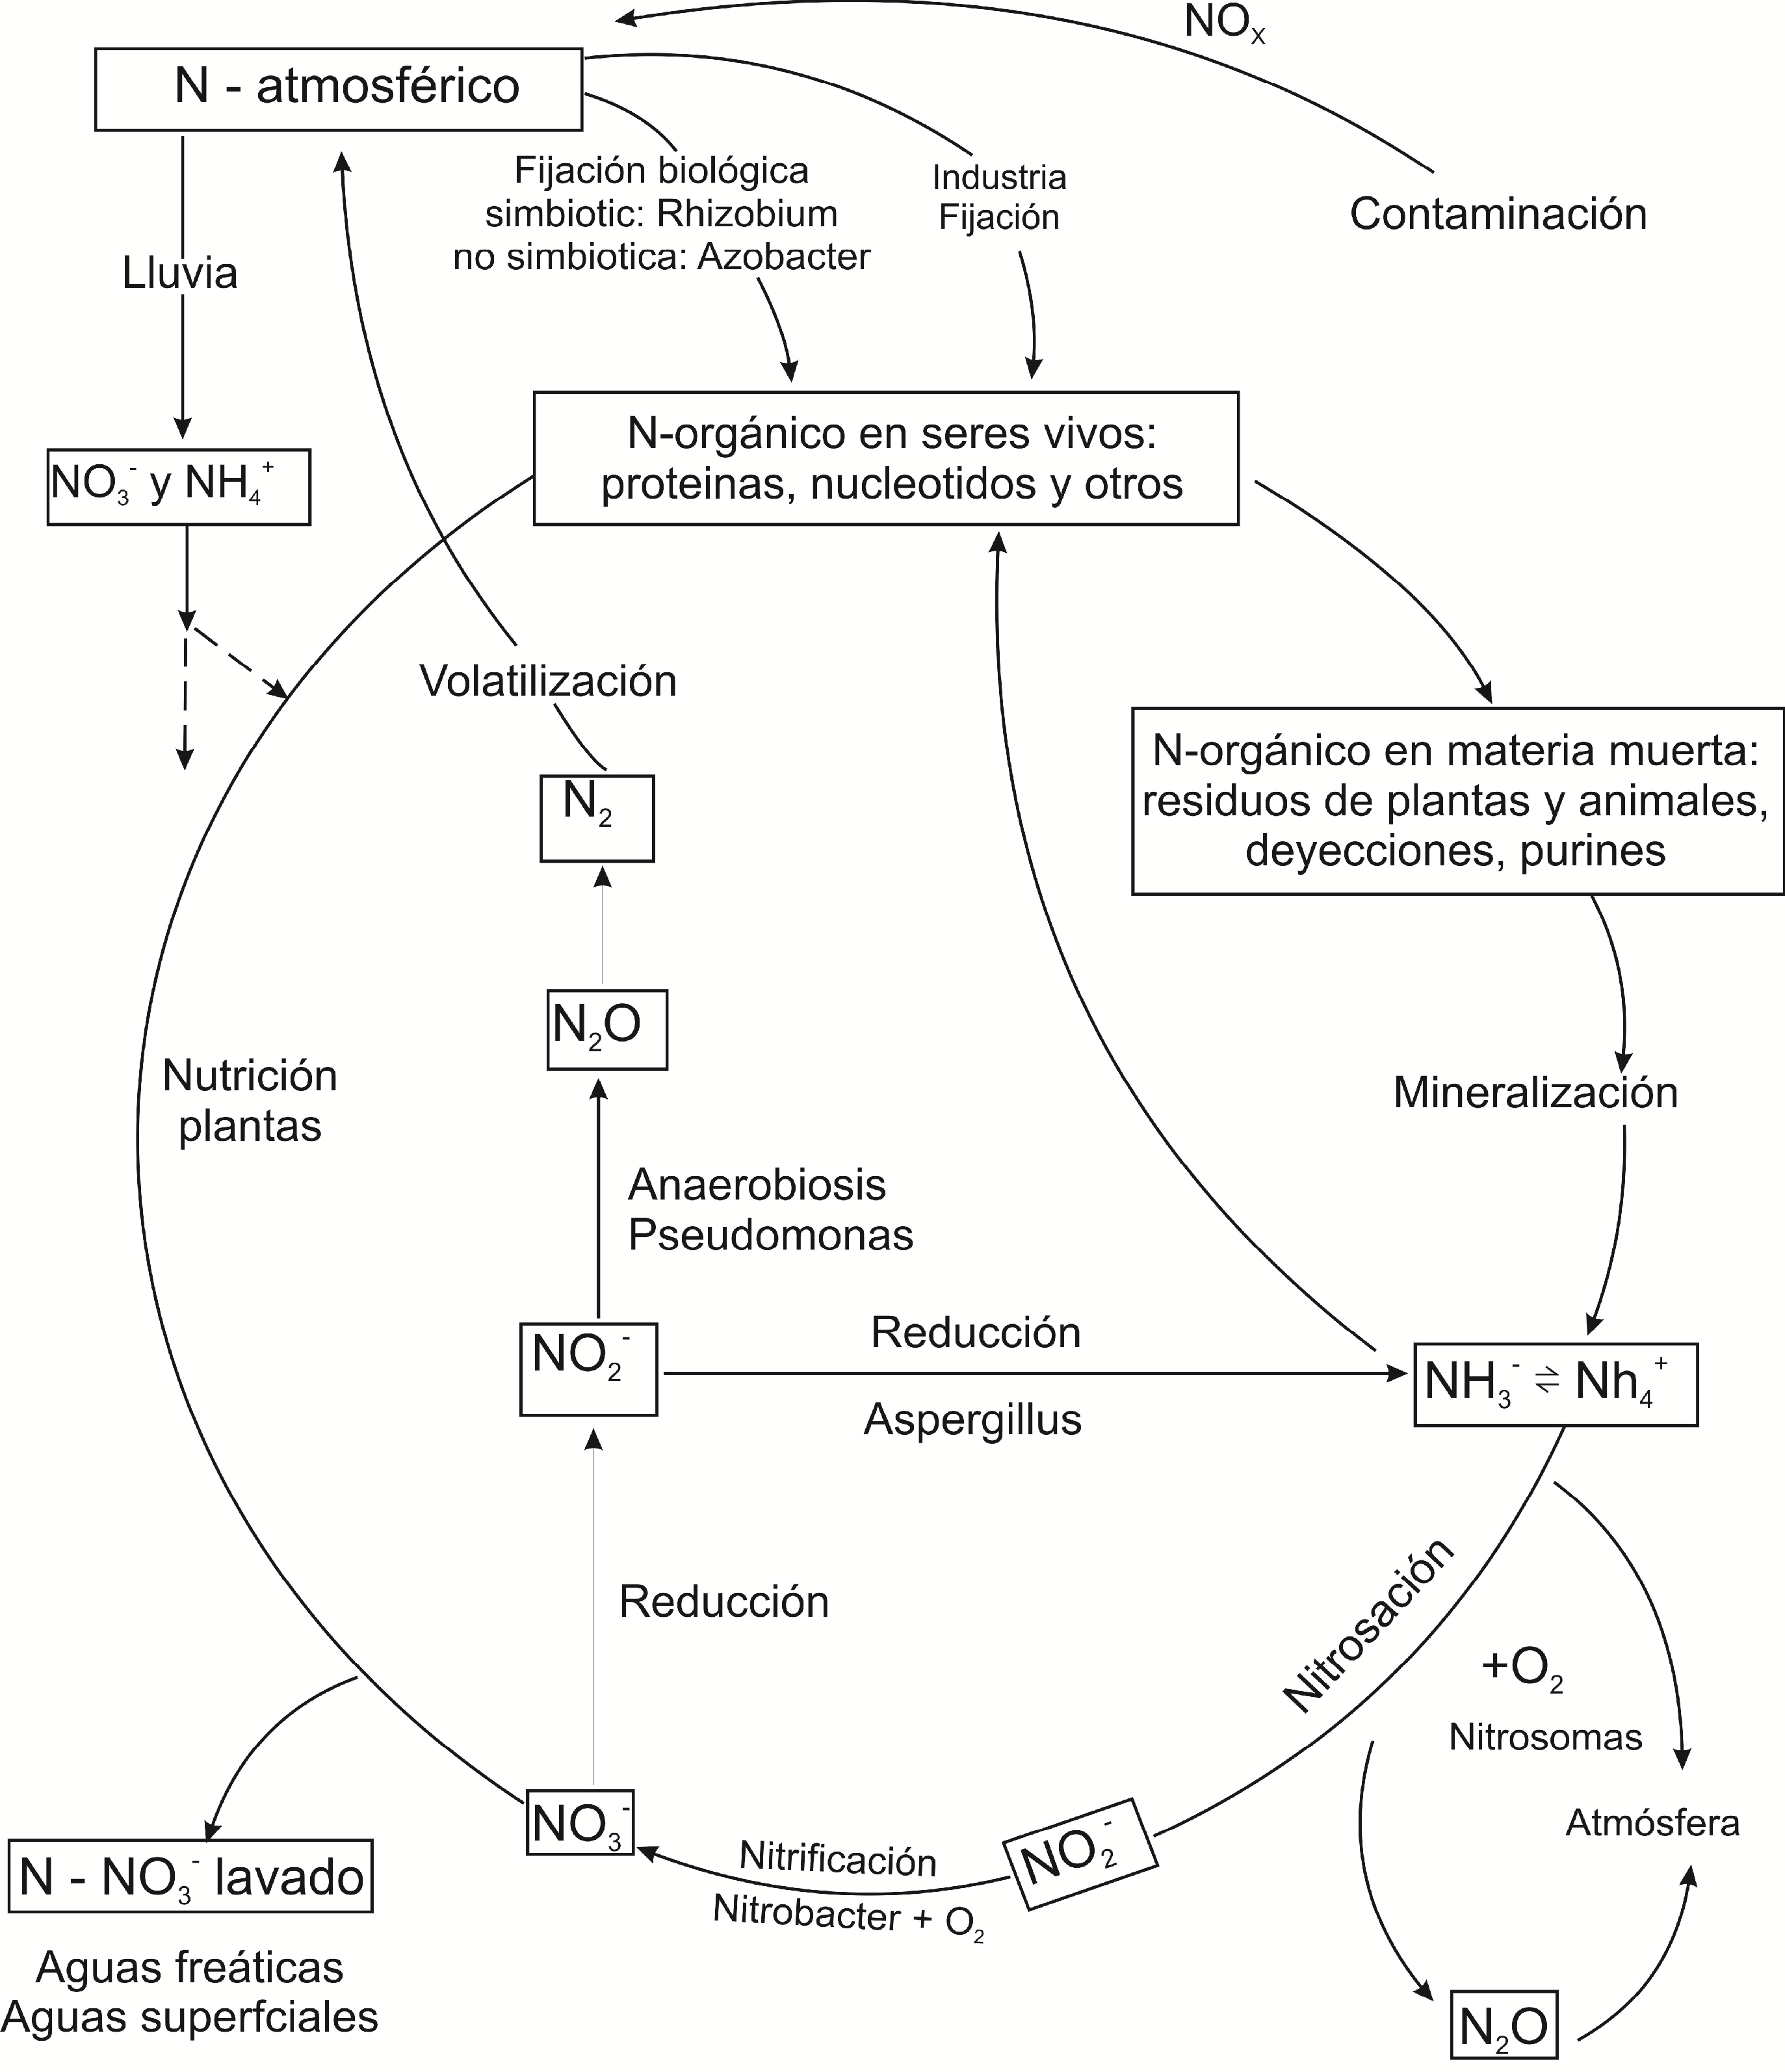 NOₓ
N - atmosférico
Fijación biológica
simbiotic: Rhizobium
no simbiotica: Azobacter
Industria
Fijación
Contaminación
Lluvia
N-orgánico en seres vivos:
proteinas, nucleotidos y otros
NO₃⁻ y NH₄⁺
Volatilización
N-orgánico en materia muerta:
residuos de plantas y animales,
deyecciones, purines
N₂
N₂O
Nutrición
plantas
Mineralización
Anaerobiosis
Pseudomonas
NO₂⁻
Reducción
Aspergillus
NH₃⁻ ⇌ Nh₄⁺
Reducción
Nitrosación
+O₂
Nitrosomas
Atmósfera
NO₃⁻
Nitrificación
Nitrobacter + O₂
NO₂⁻
N - NO₃⁻ lavado
Aguas freáticas
Aguas superfciales
N₂O